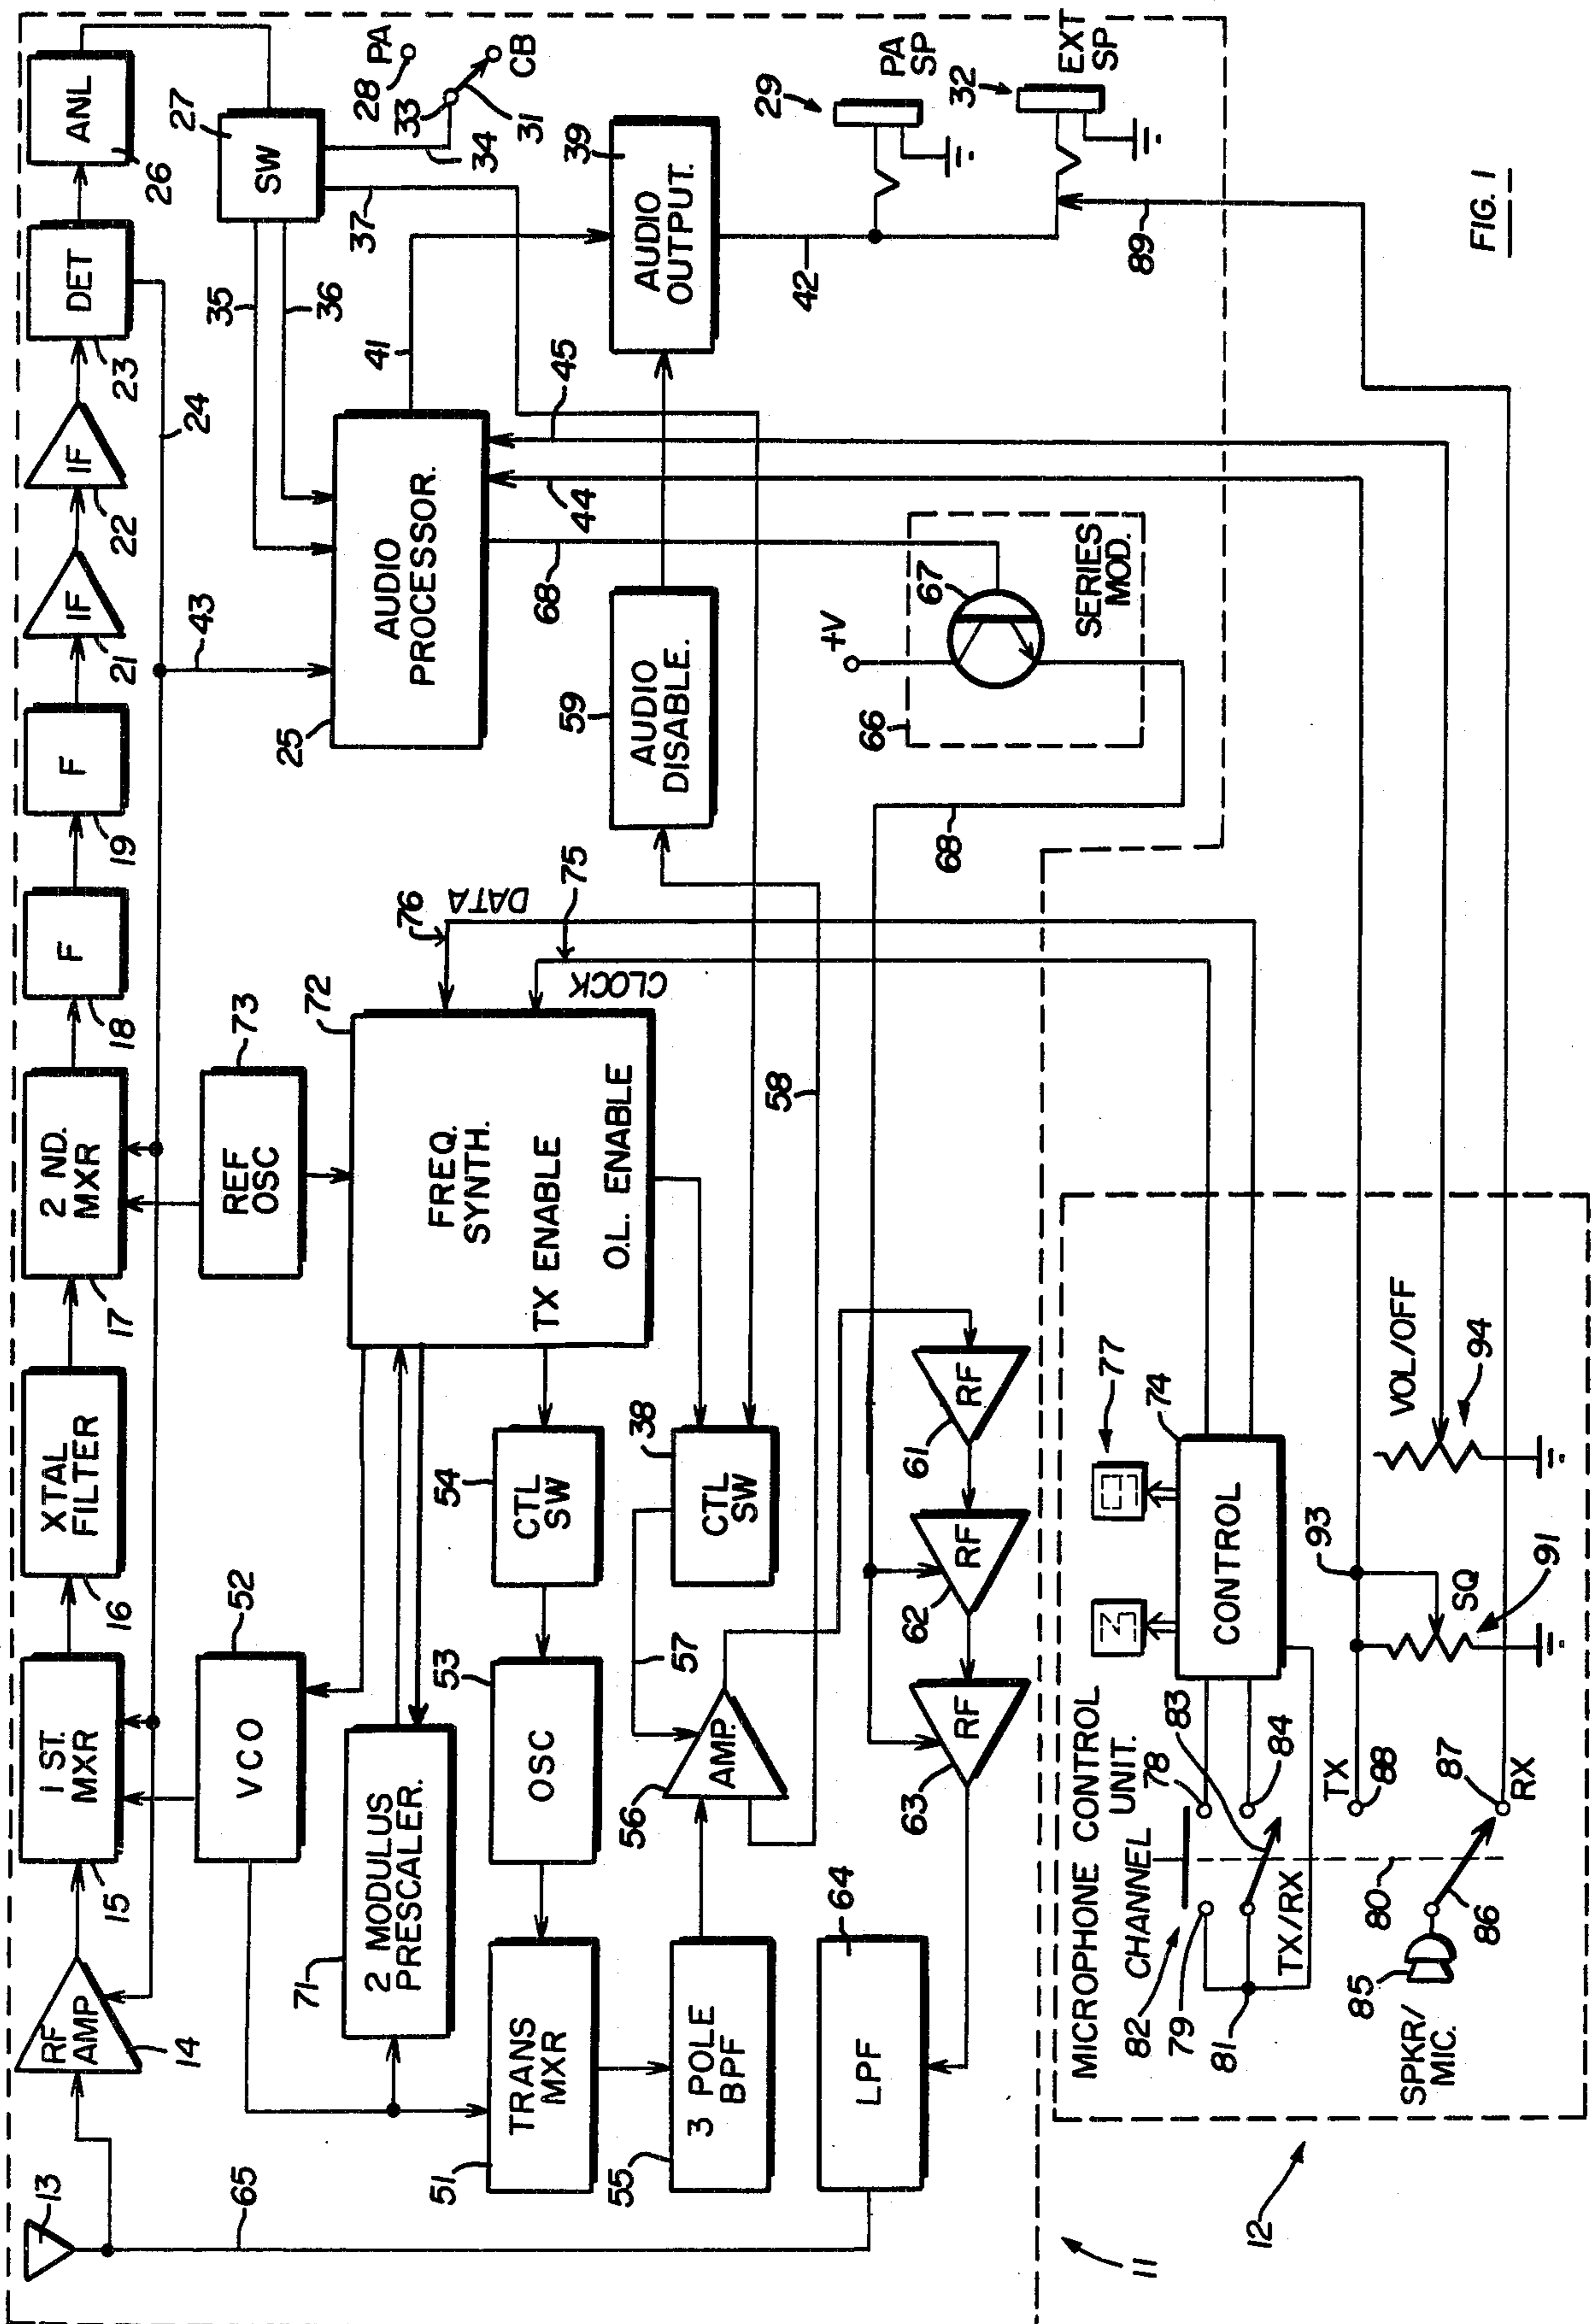 13
RF
AMP
14
1 ST.
MXR
15
XTAL
FILTER
16
2 ND.
MXR
17
F
18
F
19
IF
21
IF
22
DET
23
ANL
26
24
43
65
VCO
52
REF
OSC
73
SW
27
28
PA
33
CB
31
34
35
36
37
2 MODULUS
PRESCALER.
71
FREQ.
SYNTH.
TX ENABLE
O.L. ENABLE
72
76
DATA
75
CLOCK
AUDIO
PROCESSOR.
25
41
TRANS
MXR
51
OSC
53
CTL
SW
54
44
45
AUDIO
OUTPUT.
39
AUDIO
DISABLE.
59
3 POLE
BPF
55
AMP.
56
57
CTL
SW
38
58
68
42
29
PA
SP
32
EXT
SP
89
LPF
64
RF
63
RF
62
RF
61
+V
66
67
SERIES
MOD.
68
11
12
MICROPHONE CONTROL
UNIT.
CHANNEL
82
79
81
78
83
84
TX/RX
CONTROL
74
77
80
SPKR/
MIC.
85
86
TX
88
87
RX
93
SQ
91
VOL/OFF
94
FIG. 1